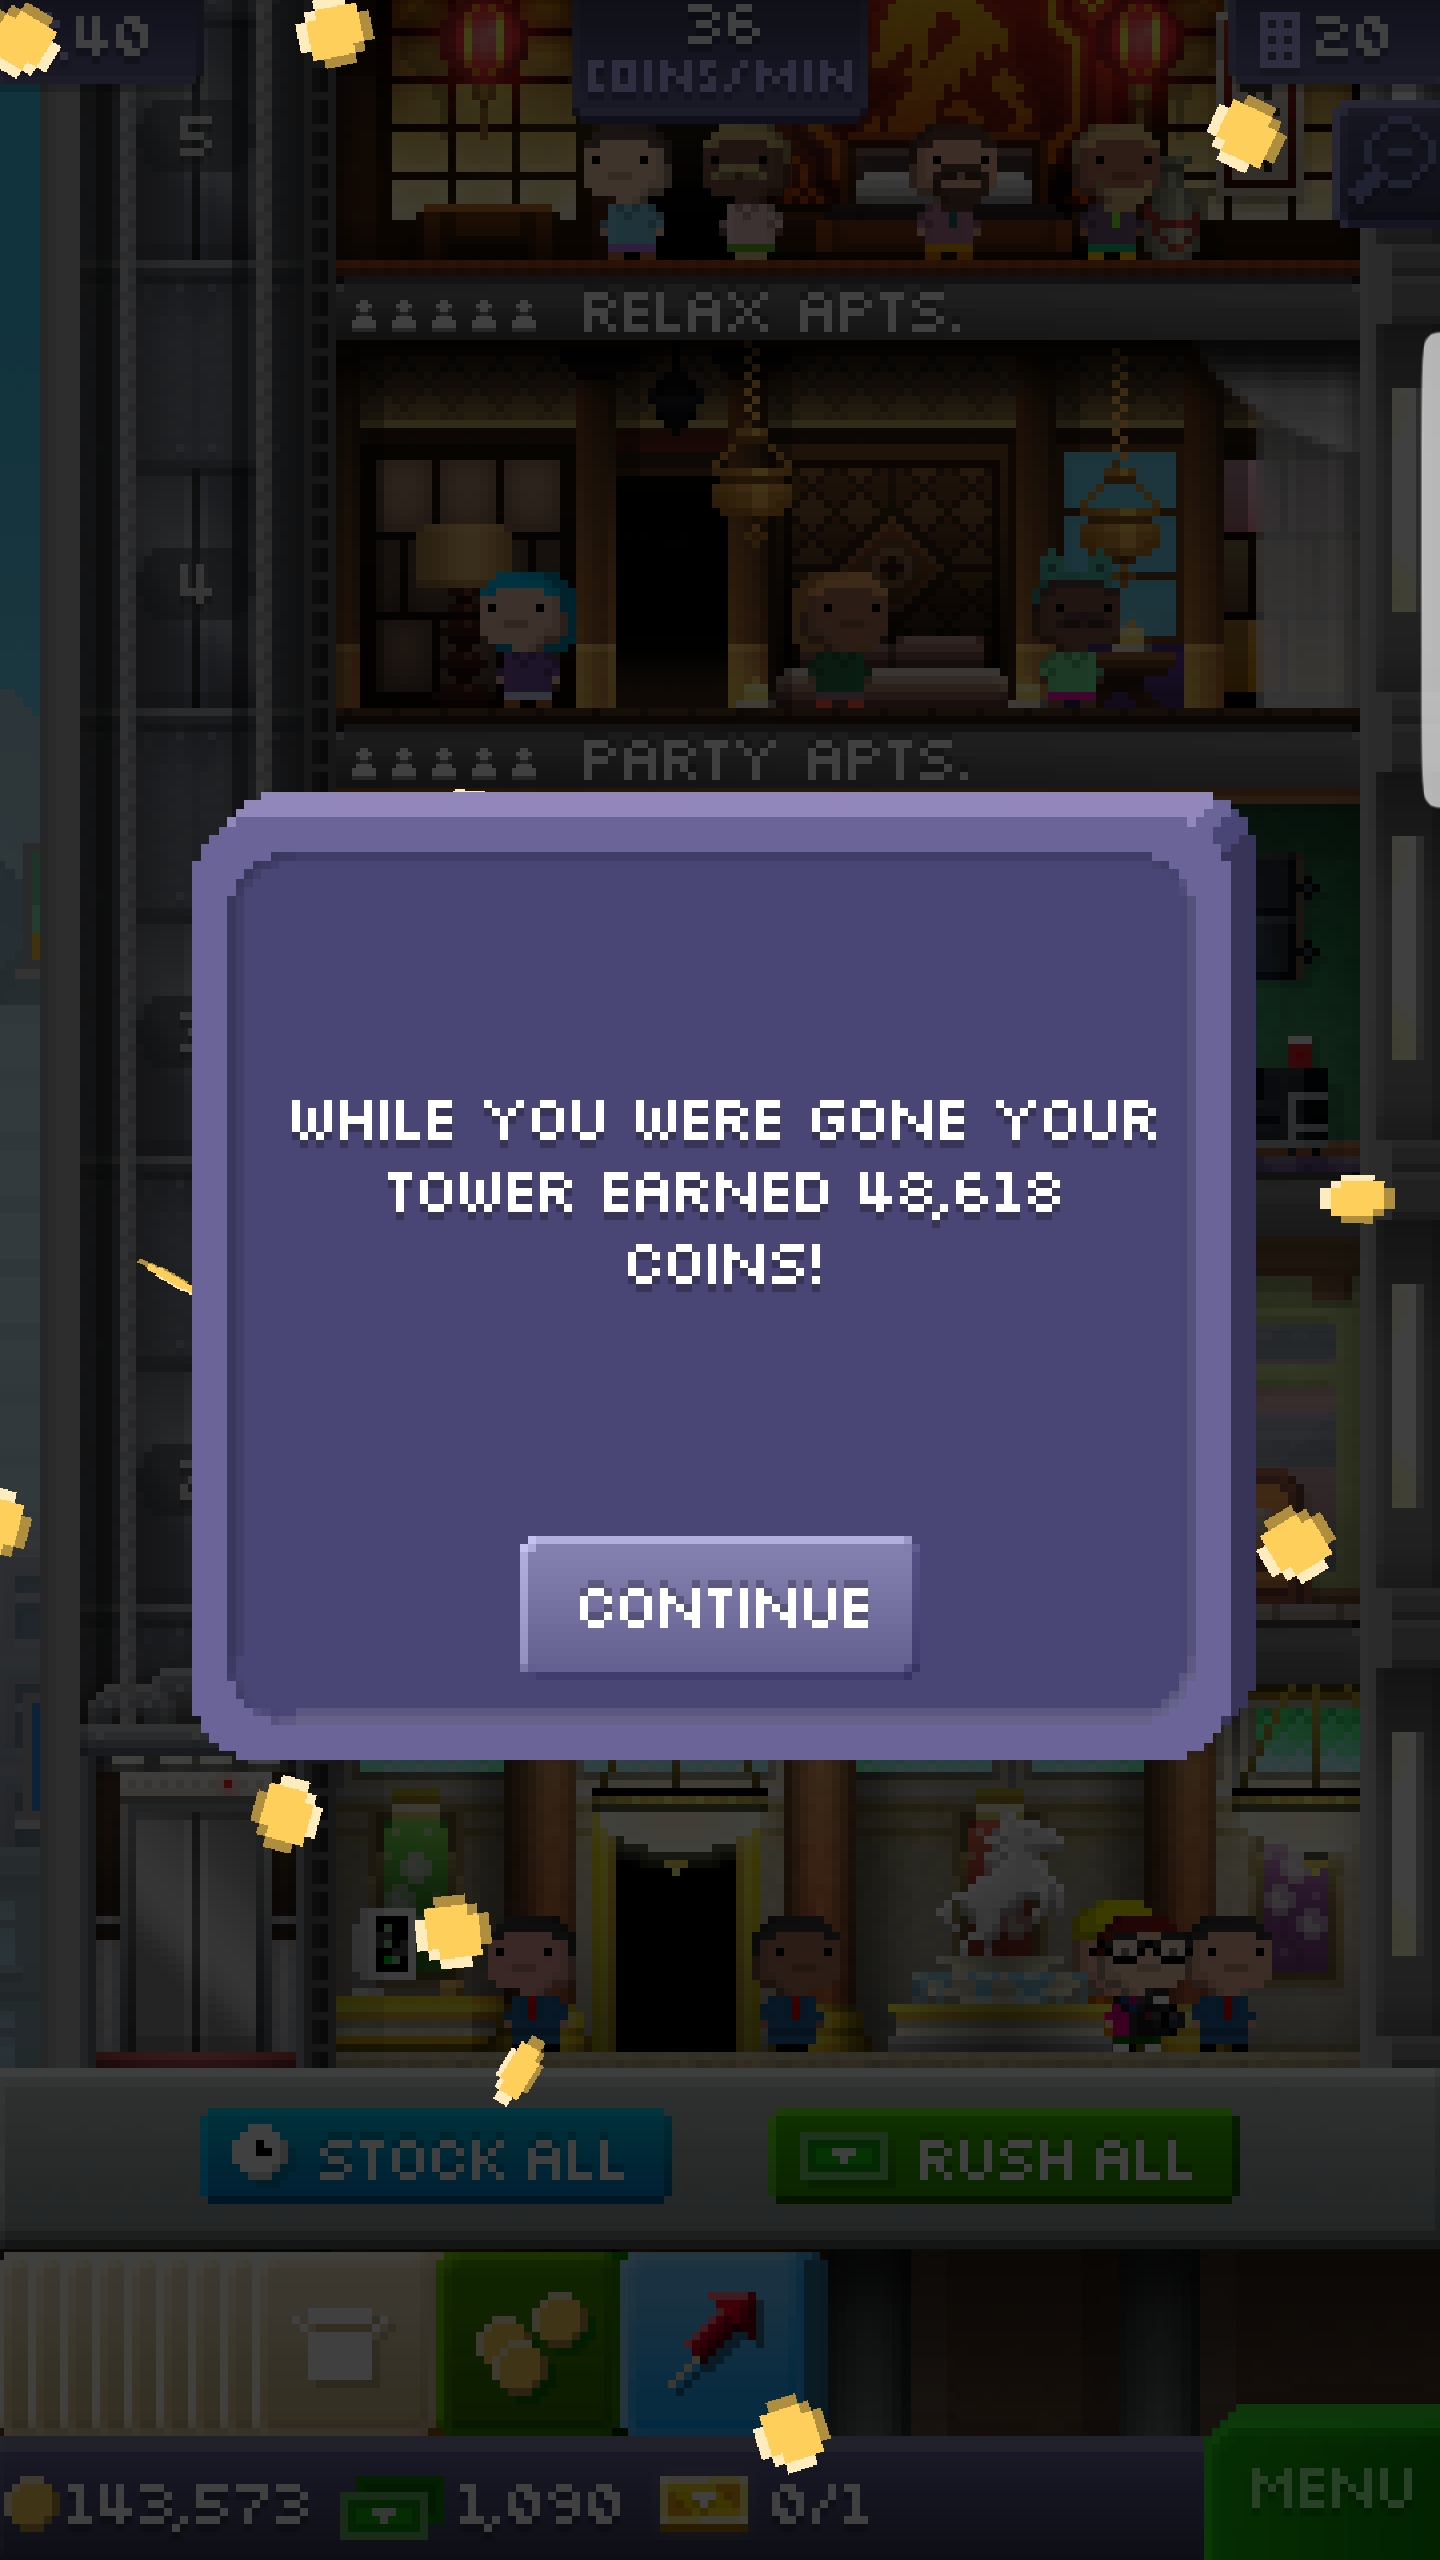 .40
36
COINS/MIN
20
5
RELAX APTS.
4
PARTY APTS.
WHILE YOU WERE GONE YOUR
TOWER EARNED 48,618
COINS!
CONTINUE
STOCK ALL
RUSH ALL
143,573
1,090
0/1
MENU